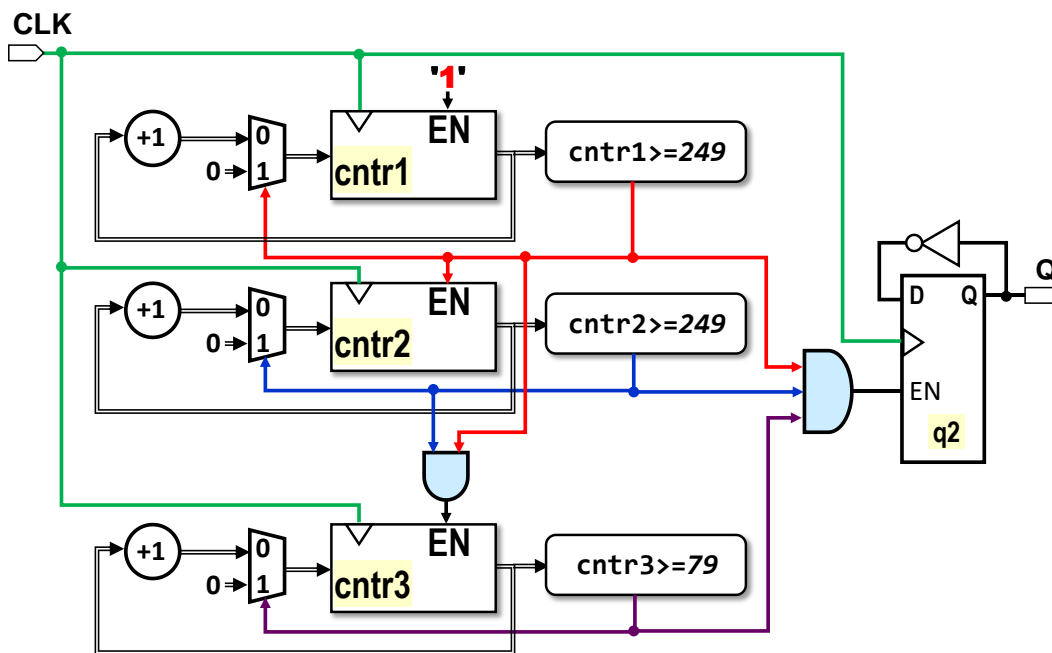 CLK
"1"
+1
0
0
1
EN
cntr1
cntr1>=249
+1
0
0
1
EN
cntr2
cntr2>=249
Q
D
Q
EN
q2
+1
0
0
1
EN
cntr3
cntr3>=79